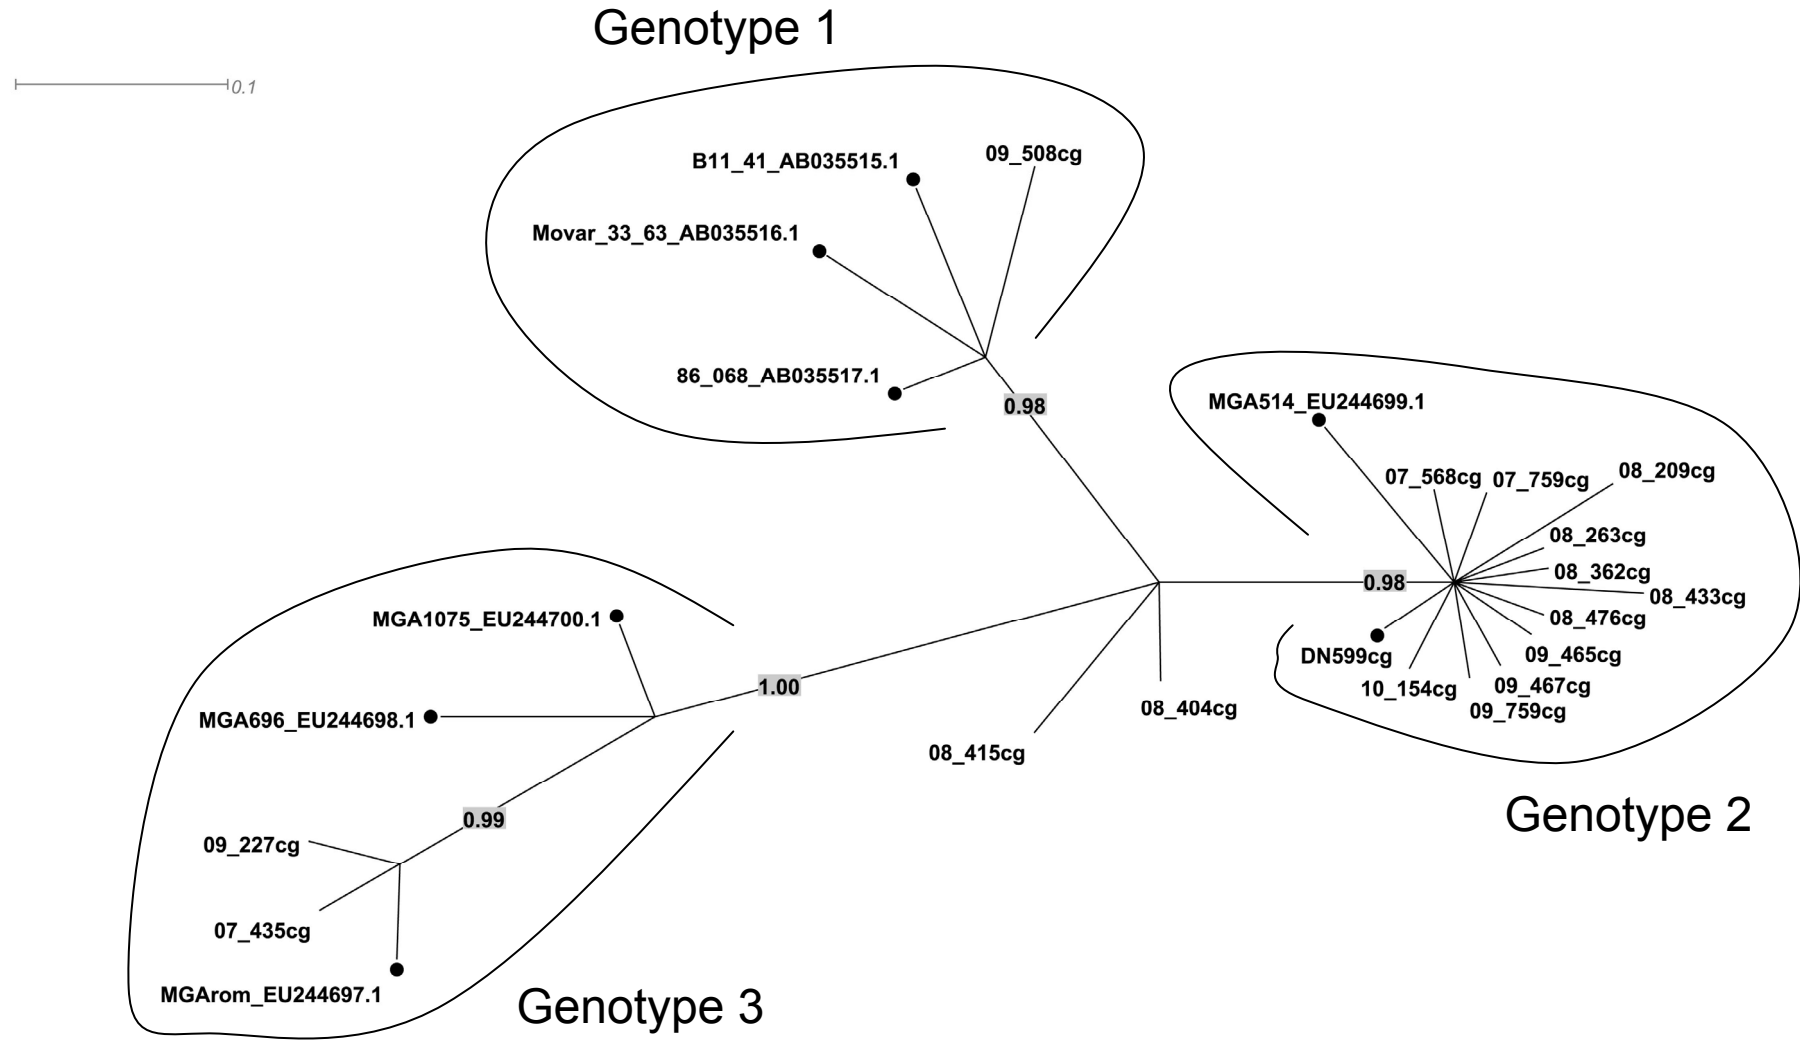 Genotype 1
0.1
B11_41_AB035515.1
09_508cg
Movar_33_63_AB035516.1
86_068_AB035517.1
0.98
MGA514_EU244699.1
07_568cg
07_759cg
08_209cg
08_263cg
08_362cg
08_433cg
08_476cg
09_465cg
09_467cg
09_759cg
10_154cg
DN599cg
0.98
Genotype 2
08_404cg
08_415cg
1.00
MGA1075_EU244700.1
MGA696_EU244698.1
0.99
09_227cg
07_435cg
MGArom_EU244697.1
Genotype 3